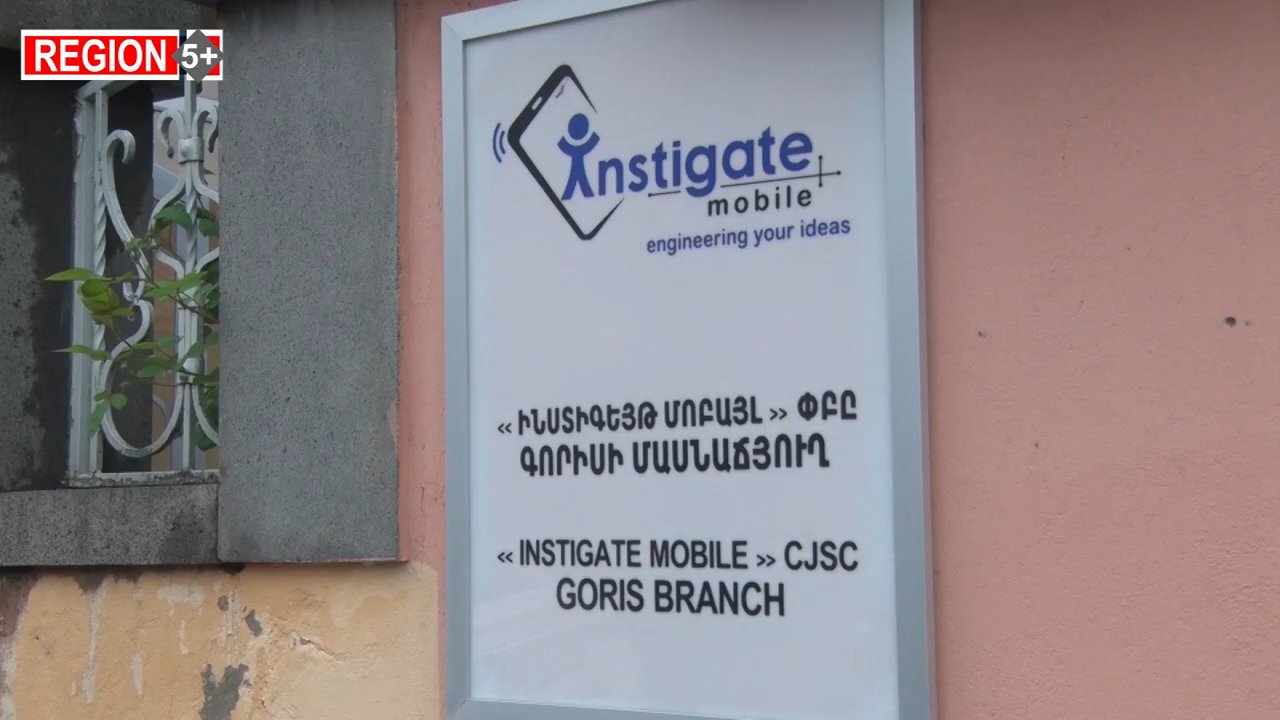 REGION 5+
instigate
mobile
engineering your ideas
« ԻՆՍՏԻԳԵՅԹ ՄՈԲԱՅԼ » ՓԲԸ
ԳՈՐԻՍԻ ՄԱՍՆԱՃՅՈՒՂ
« INSTIGATE MOBILE » CJSC
GORIS BRANCH